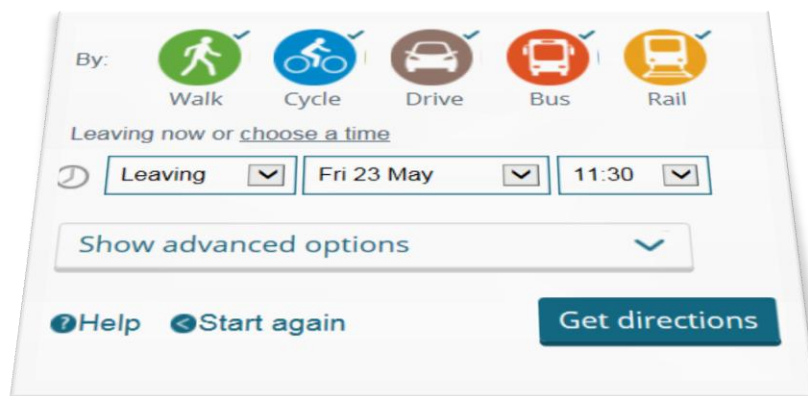 By:
Walk Cycle Drive Bus Rail
Leaving now or choose a time
Leaving Fri 23 May 11:30
Show advanced options
?Help <Start again Get directions